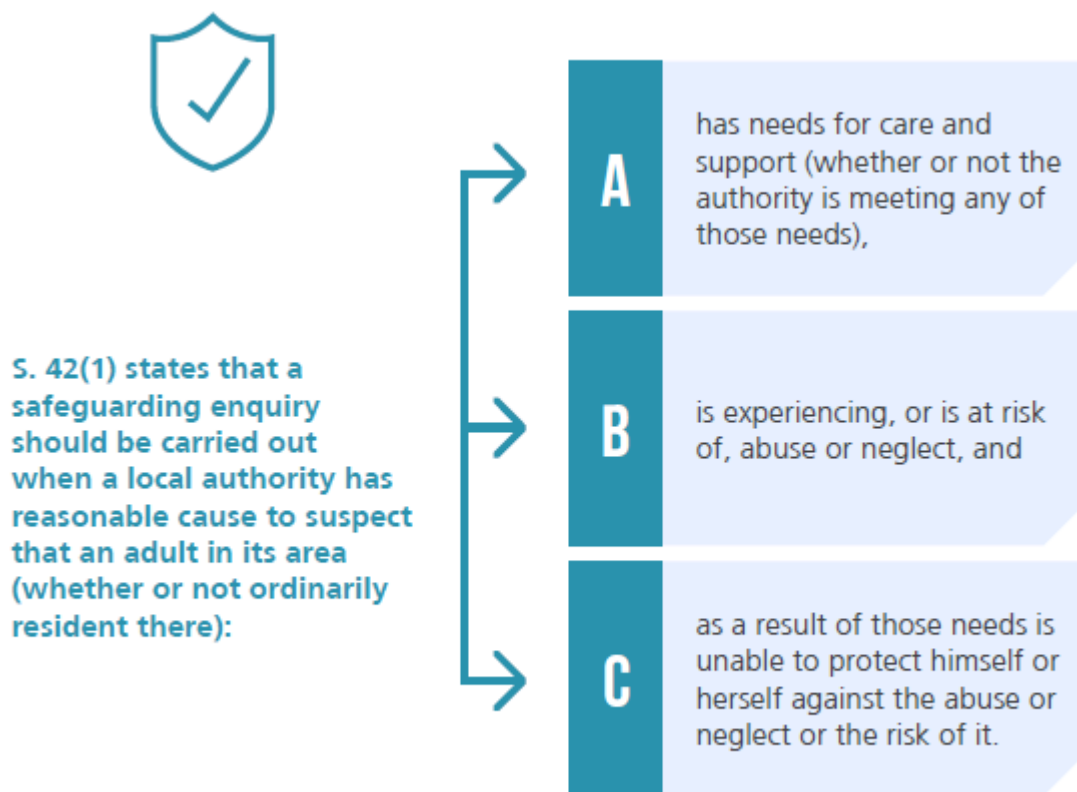 S. 42(1) states that a
safeguarding enquiry
should be carried out
when a local authority has
reasonable cause to suspect
that an adult in its area
(whether or not ordinarily
resident there):
A
has needs for care and
support (whether or not the
authority is meeting any of
those needs),
B
is experiencing, or is at risk
of, abuse or neglect, and
C
as a result of those needs is
unable to protect himself or
herself against the abuse or
neglect or the risk of it.